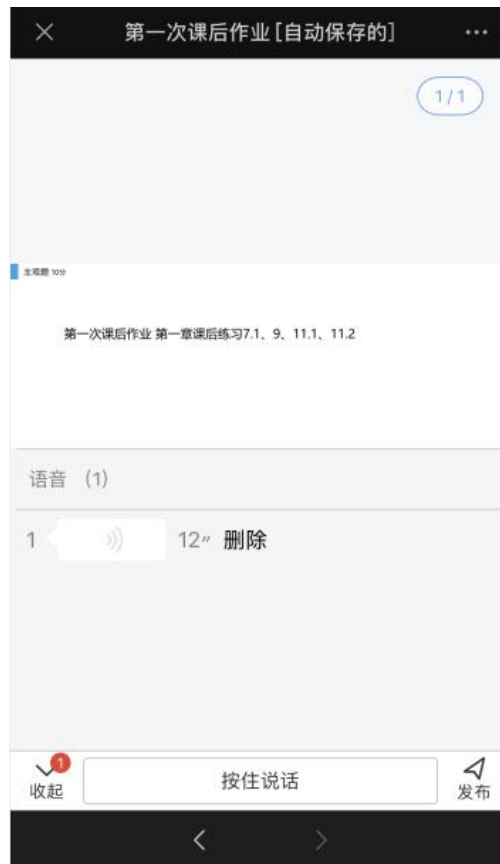 第一次课后作业[自动保存的]
1/1
主观题 10分
第一次课后作业 第一章课后练习7.1、9、11.1、11.2
语音 (1)
1 12″ 删除
1
收起
按住说话
发布